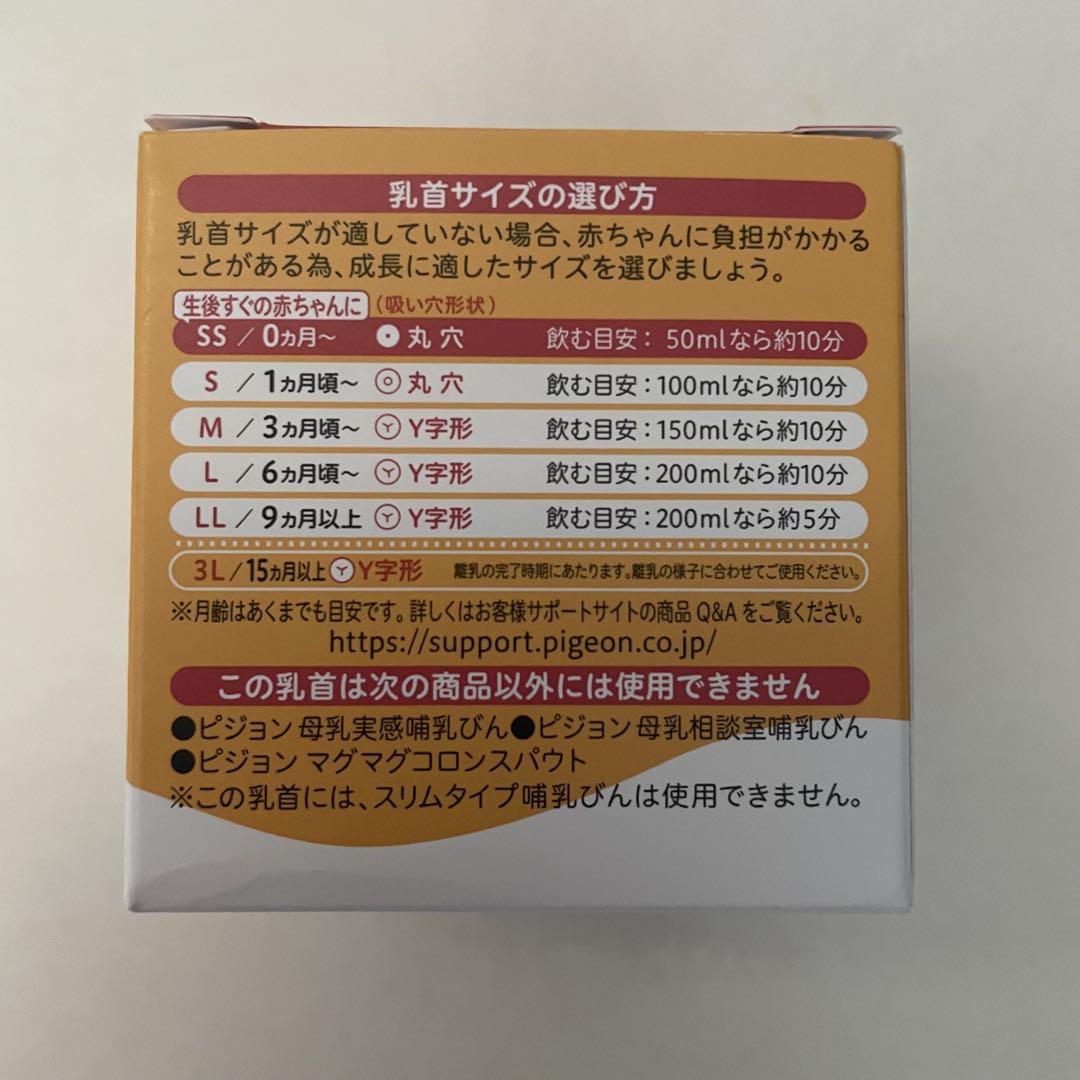 乳首サイズの選び方
乳首サイズが適していない場合、赤ちゃんに負担がかかる
ことがある為、成長に適したサイズを選びましょう。
生後すぐの赤ちゃんに (吸い穴形状)
SS / 0ヵ月〜 丸穴 飲む目安: 50mlなら約10分
S / 1ヵ月頃〜 丸穴 飲む目安:100mlなら約10分
M / 3ヵ月頃〜 Y字形 飲む目安:150mlなら約10分
L / 6ヵ月頃〜 Y字形 飲む目安:200mlなら約10分
LL / 9ヵ月以上 Y字形 飲む目安:200mlなら約5分
3L/15ヵ月以上 Y字形 離乳の完了時期にあたります。離乳の様子に合わせてご使用ください。
※月齢はあくまでも目安です。詳しくはお客様サポートサイトの商品Q&Aをご覧ください。
https://support.pigeon.co.jp/
この乳首は次の商品以外には使用できません
●ピジョン 母乳実感哺乳びん●ピジョン 母乳相談室哺乳びん
●ピジョン マグマグコロンスパウト
※この乳首には、スリムタイプ哺乳びんは使用できません。